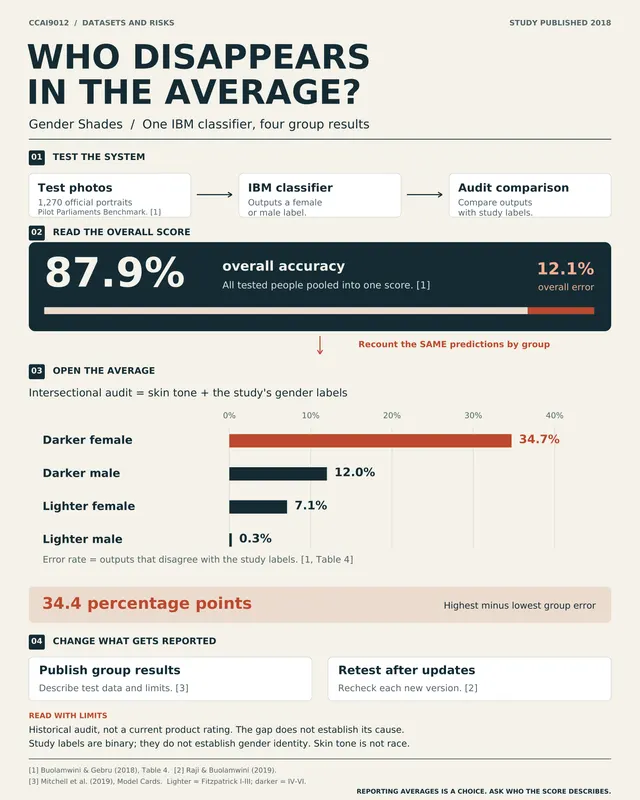 CCAI9012 / DATASETS AND RISKS
STUDY PUBLISHED 2018
WHO DISAPPEARS
IN THE AVERAGE?
Gender Shades / One IBM classifier, four group results
01 TEST THE SYSTEM
Test photos
1,270 official portraits
Pilot Parliaments Benchmark. [1]
IBM classifier
Outputs a female
or male label.
Audit comparison
Compare outputs
with study labels.
02 READ THE OVERALL SCORE
87.9%
overall accuracy
All tested people pooled into one score. [1]
12.1%
overall error
Recount the SAME predictions by group
03 OPEN THE AVERAGE
Intersectional audit = skin tone + the study's gender labels
0% 10% 20% 30% 40%
Darker female 34.7%
Darker male 12.0%
Lighter female 7.1%
Lighter male 0.3%
Error rate = outputs that disagree with the study labels. [1, Table 4]
34.4 percentage points
Highest minus lowest group error
04 CHANGE WHAT GETS REPORTED
Publish group results
Describe test data and limits. [3]
Retest after updates
Recheck each new version. [2]
READ WITH LIMITS
Historical audit, not a current product rating. The gap does not establish its cause.
Study labels are binary; they do not establish gender identity. Skin tone is not race.
[1] Buolamwini & Gebru (2018), Table 4. [2] Raji & Buolamwini (2019).
[3] Mitchell et al. (2019), Model Cards. Lighter = Fitzpatrick I-III; darker = IV-VI.
REPORTING AVERAGES IS A CHOICE. ASK WHO THE SCORE DESCRIBES.